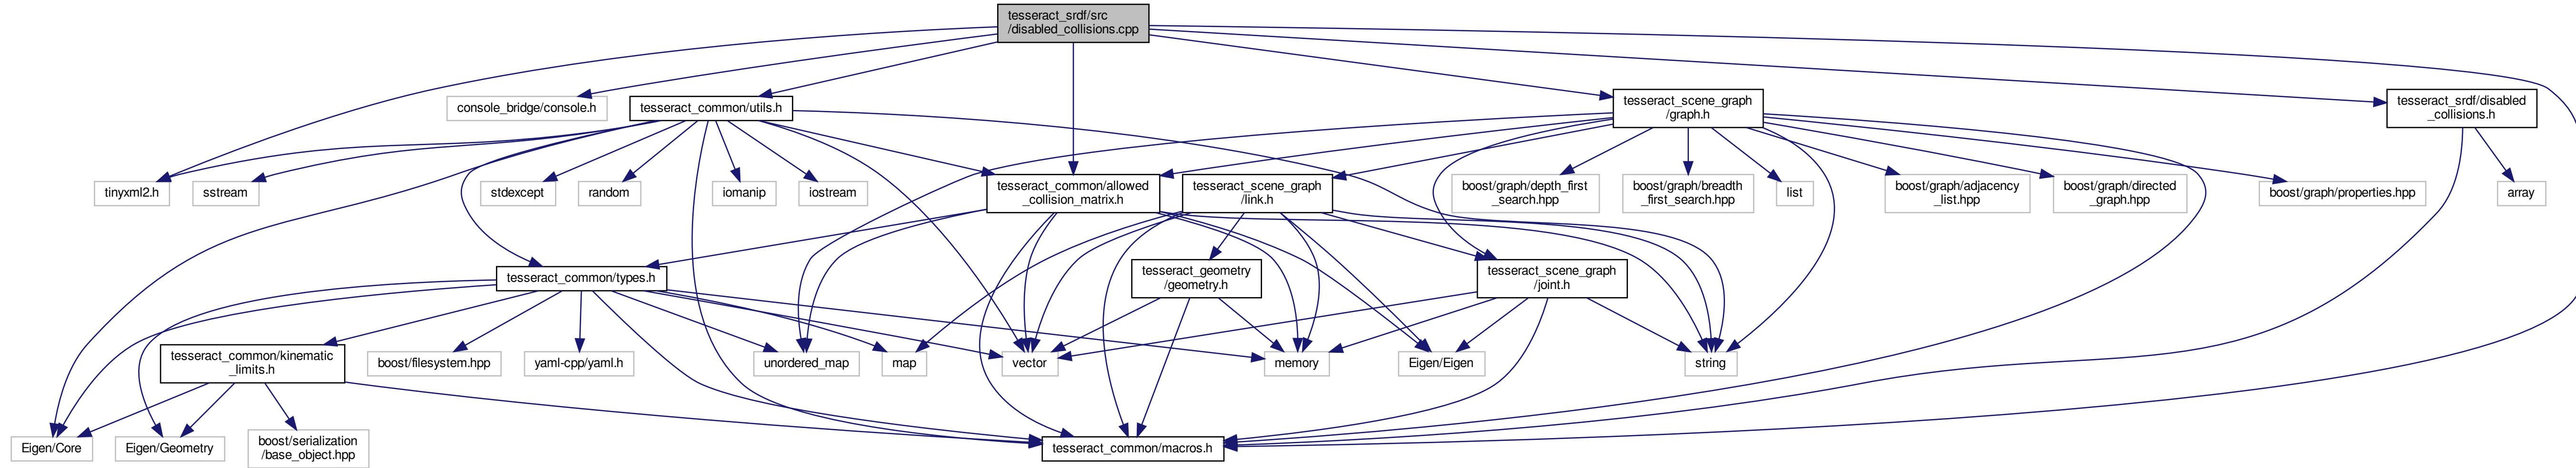 tesseract_srdf/src
/disabled_collisions.cpp
console_bridge/console.h
tesseract_common/utils.h
tesseract_scene_graph
/graph.h
tesseract_srdf/disabled
_collisions.h
tinyxml2.h
sstream
stdexcept
random
iomanip
iostream
tesseract_common/allowed
_collision_matrix.h
tesseract_scene_graph
/link.h
boost/graph/depth_first
_search.hpp
boost/graph/breadth
_first_search.hpp
list
boost/graph/adjacency
_list.hpp
boost/graph/directed
_graph.hpp
boost/graph/properties.hpp
array
tesseract_common/types.h
tesseract_geometry
/geometry.h
tesseract_scene_graph
/joint.h
tesseract_common/kinematic
_limits.h
boost/filesystem.hpp
yaml-cpp/yaml.h
unordered_map
map
vector
memory
Eigen/Eigen
string
Eigen/Core
Eigen/Geometry
boost/serialization
/base_object.hpp
tesseract_common/macros.h